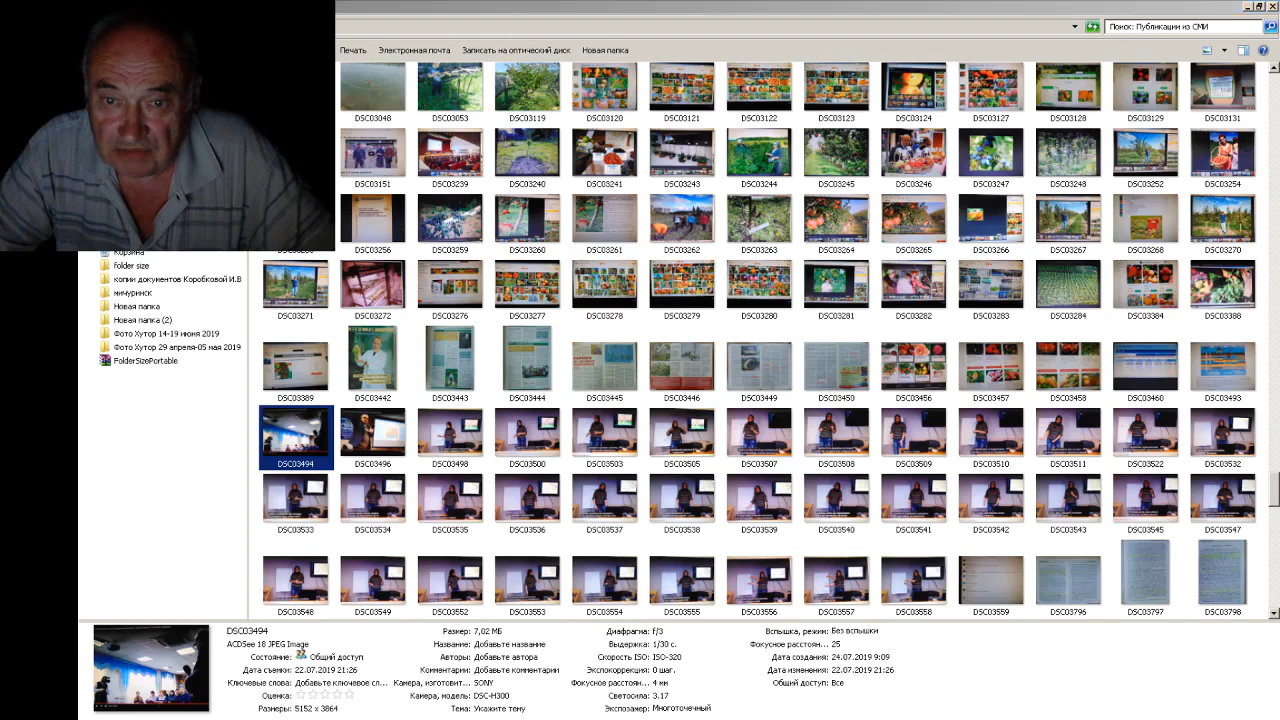 Поиск: Публикации из СМИ
Печать Электронная почта Записать на оптический диск Новая папка
DSC03048 DSC03053 DSC03119 DSC03120 DSC03121 DSC03122 DSC03123 DSC03124 DSC03127 DSC03128 DSC03129 DSC03131
DSC03151 DSC03239 DSC03240 DSC03241 DSC03243 DSC03244 DSC03245 DSC03246 DSC03247 DSC03248 DSC03252 DSC03254
DSC03256 DSC03259 DSC03260 DSC03261 DSC03262 DSC03263 DSC03264 DSC03265 DSC03266 DSC03267 DSC03268 DSC03270
Корзина
folder size
копии документов Коробковой И.В
мичуринск
Новая папка
Новая папка (2)
Фото Хутор 14-19 июня 2019
Фото Хутор 29 апреля-05 мая 2019
FolderSizePortable
DSC03271 DSC03272 DSC03276 DSC03277 DSC03278 DSC03279 DSC03280 DSC03281 DSC03282 DSC03283 DSC03284 DSC03286 DSC03388
DSC03389 DSC03442 DSC03443 DSC03444 DSC03445 DSC03446 DSC03449 DSC03450 DSC03456 DSC03457 DSC03458 DSC03460 DSC03493
DSC03494 DSC03496 DSC03498 DSC03500 DSC03503 DSC03505 DSC03507 DSC03508 DSC03509 DSC03510 DSC03511 DSC03522 DSC03532
DSC03533 DSC03534 DSC03535 DSC03536 DSC03537 DSC03538 DSC03539 DSC03540 DSC03541 DSC03542 DSC03543 DSC03545 DSC03547
DSC03548 DSC03549 DSC03552 DSC03553 DSC03554 DSC03555 DSC03556 DSC03557 DSC03558 DSC03559 DSC03796 DSC03797 DSC03798
DSC03494 Размер: 7,02 МБ Диафрагма: f/3 Вспышка, режим: Без вспышки
ACDSee 18 JPEG Image Название: Добавьте название Выдержка: 1/30 с. Фокусное расстоян... 25
Состояние: Общий доступ Авторы: Добавьте автора Скорость ISO: ISO-320 Дата создания: 24.07.2019 9:09
Дата съемки: 22.07.2019 21:26 Комментарии: Добавьте комментарии Экспокоррекция: 0 шаг. Дата изменения: 22.07.2019 21:26
Ключевые слова: Добавьте ключевое сл... Камера, изготовит... SONY Фокусное расстоян... 4 мм Общий доступ: Все
Оценка: Камера, модель: DSC-H300 Светосила: 3.17
Размеры: 5152 x 3864 Тема: Укажите тему Экспозамер: Многоточечный